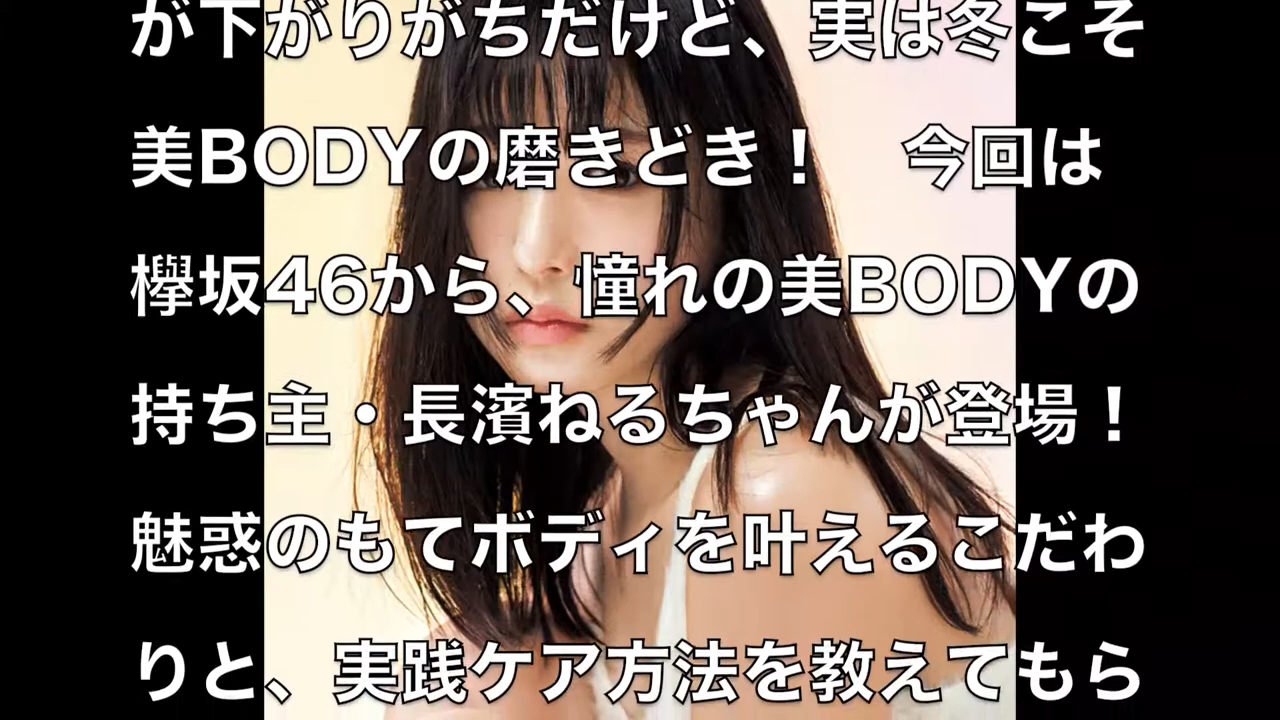 が下がりがちだけど、実は冬こそ
美BODYの磨きどき！　今回は
欅坂46から、憧れの美BODYの
持ち主・長濱ねるちゃんが登場！
魅惑のもてボディを叶えるこだわ
りと、実践ケア方法を教えてもら